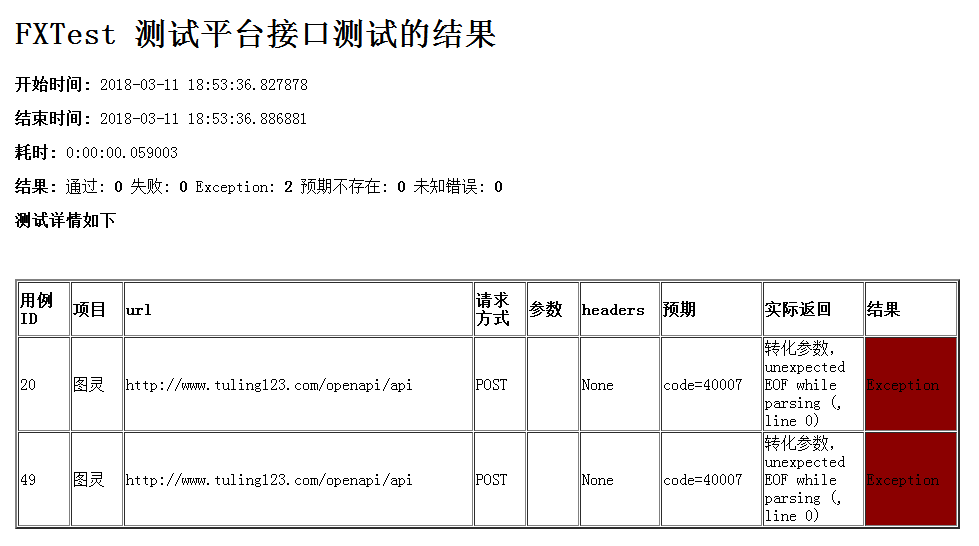 FXTest 测试平台接口测试的结果
开始时间: 2018-03-11 18:53:36.827878
结束时间: 2018-03-11 18:53:36.886881
耗时: 0:00:00.059003
结果: 通过: 0 失败: 0 Exception: 2 预期不存在: 0 未知错误: 0
测试详情如下
用例ID 项目 url 请求方式 参数 headers 预期 实际返回 结果
20 图灵 http://www.tuling123.com/openapi/api POST None code=40007 转化参数, unexpected EOF while parsing (, line 0) Exception
49 图灵 http://www.tuling123.com/openapi/api POST None code=40007 转化参数, unexpected EOF while parsing (, line 0) Exception